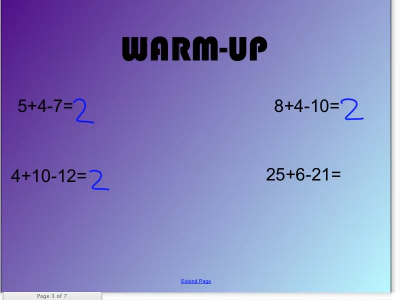 WARM-UP
5+4-7=2
8+4-10=2
4+10-12=2
25+6-21=
Extend Page
Page 3 of 7